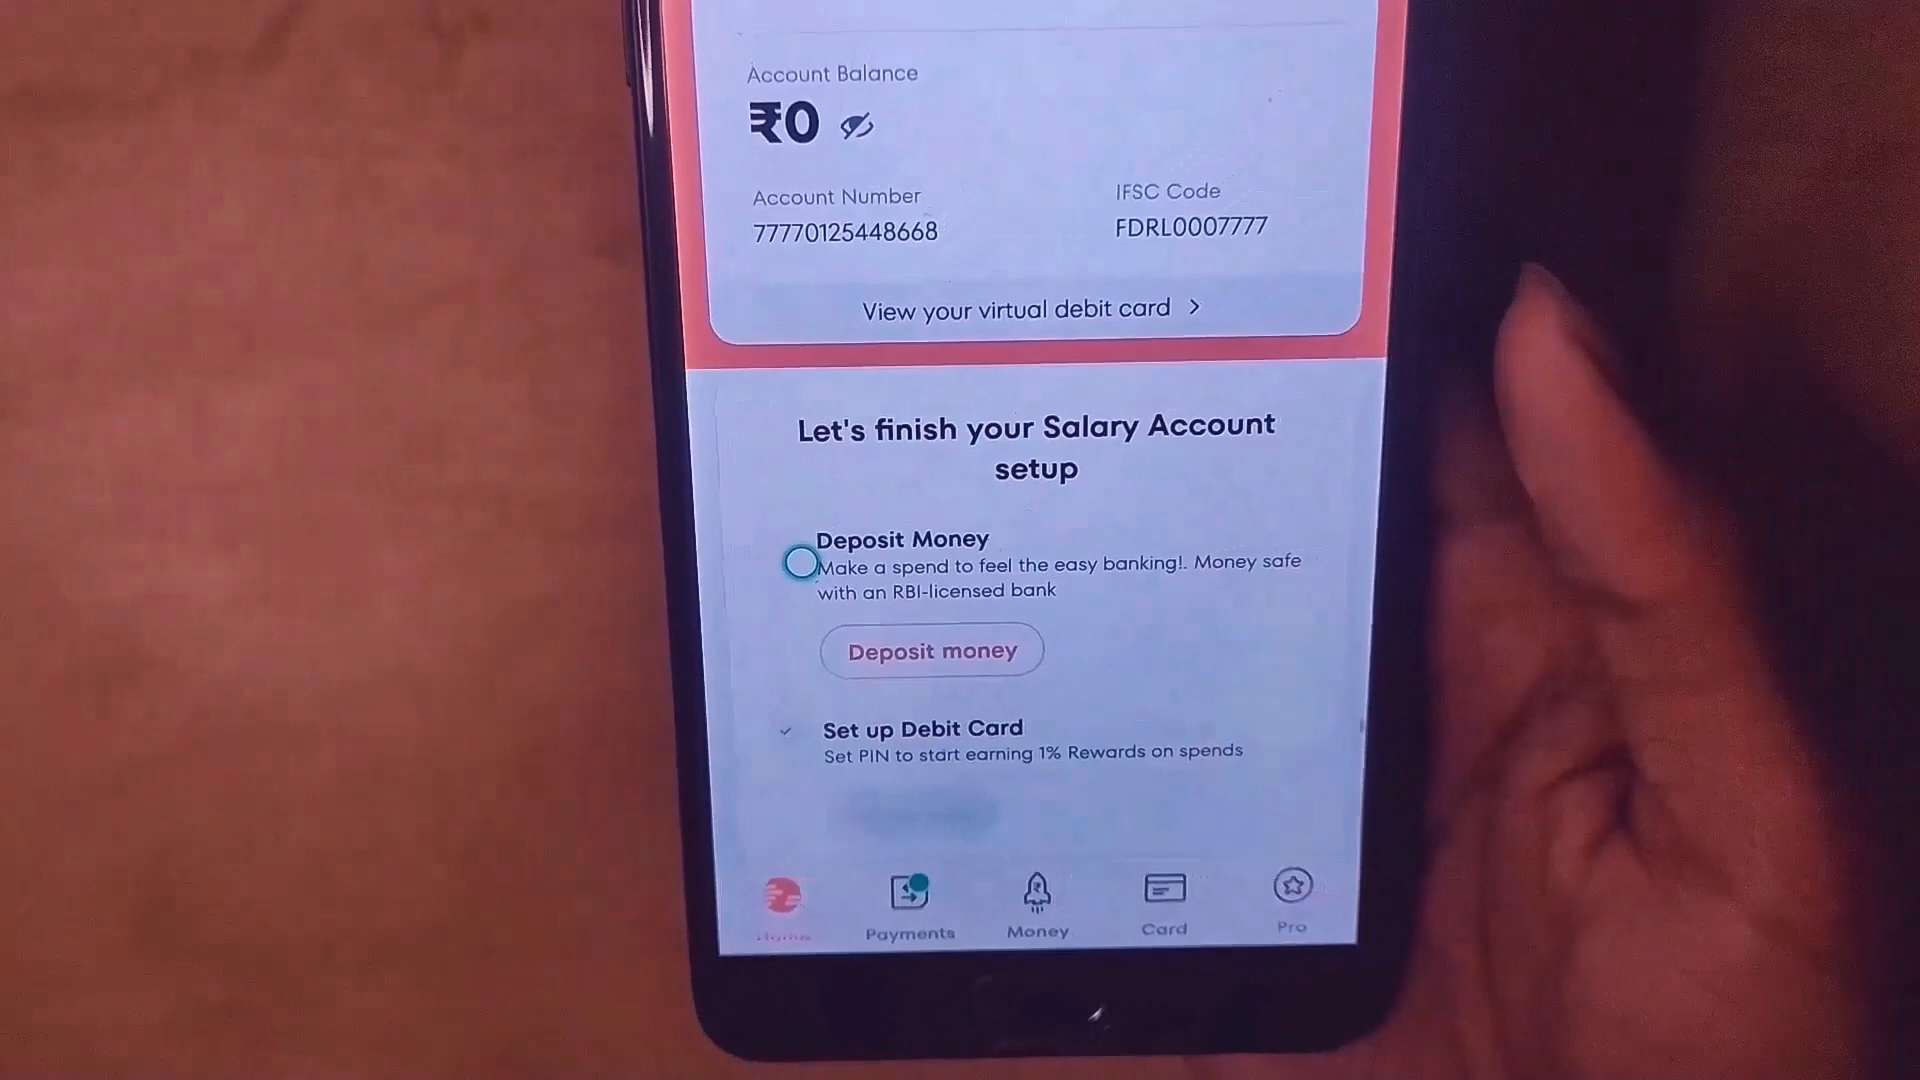 Account Balance
₹0
Account Number
IFSC Code
77770125448668
FDRL0007777
View your virtual debit card >
Let's finish your Salary Account
setup
Deposit Money
Make a spend to feel the easy banking!. Money safe
with an RBI-licensed bank
Deposit money
Set up Debit Card
Set PIN to start earning 1% Rewards on spends
Home
Payments
Money
Card
Pro